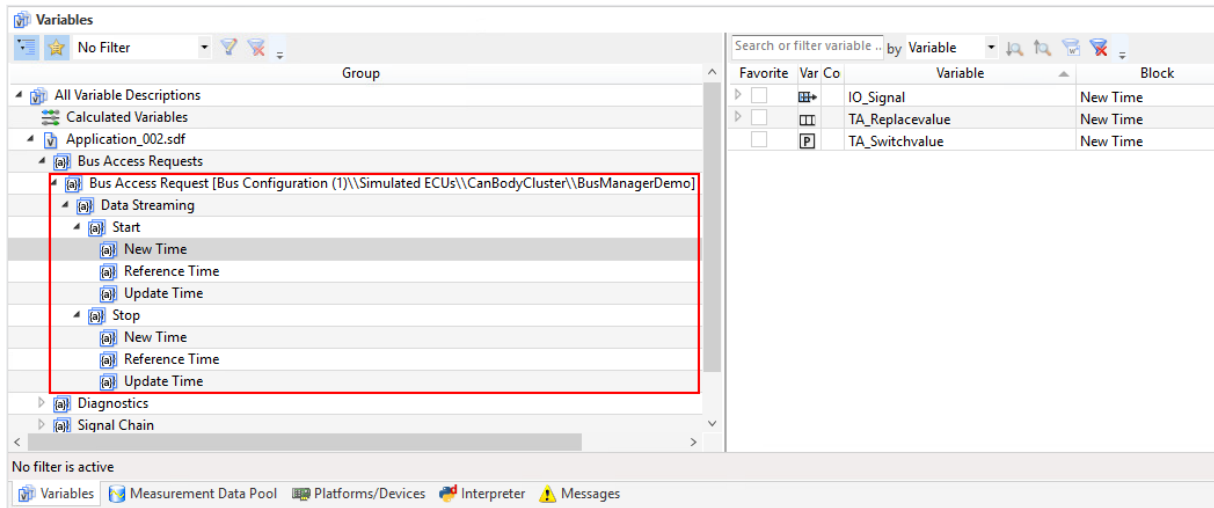 Variables
No Filter
Search or filter variable .. by Variable
Group
Favorite Var Co Variable Block
All Variable Descriptions
IO_Signal New Time
Calculated Variables
TA_Replacevalue New Time
Application_002.sdf
P TA_Switchvalue New Time
Bus Access Requests
Bus Access Request [Bus Configuration (1)\\Simulated ECUs\\CanBodyCluster\\BusManagerDemo]
Data Streaming
Start
New Time
Reference Time
Update Time
Stop
New Time
Reference Time
Update Time
Diagnostics
Signal Chain
No filter is active
Variables Measurement Data Pool Platforms/Devices Interpreter Messages